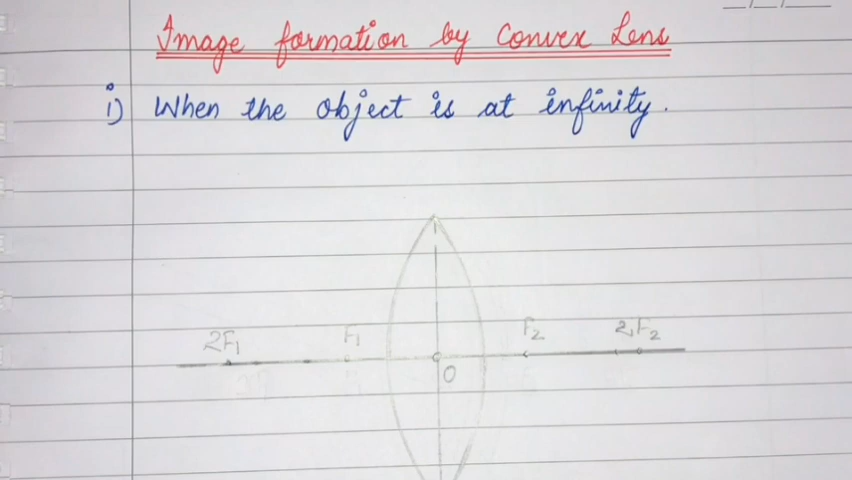 Image formation by Convex Lens
i) When the object is at infinity.
2F1 F1 F2 2F2
O